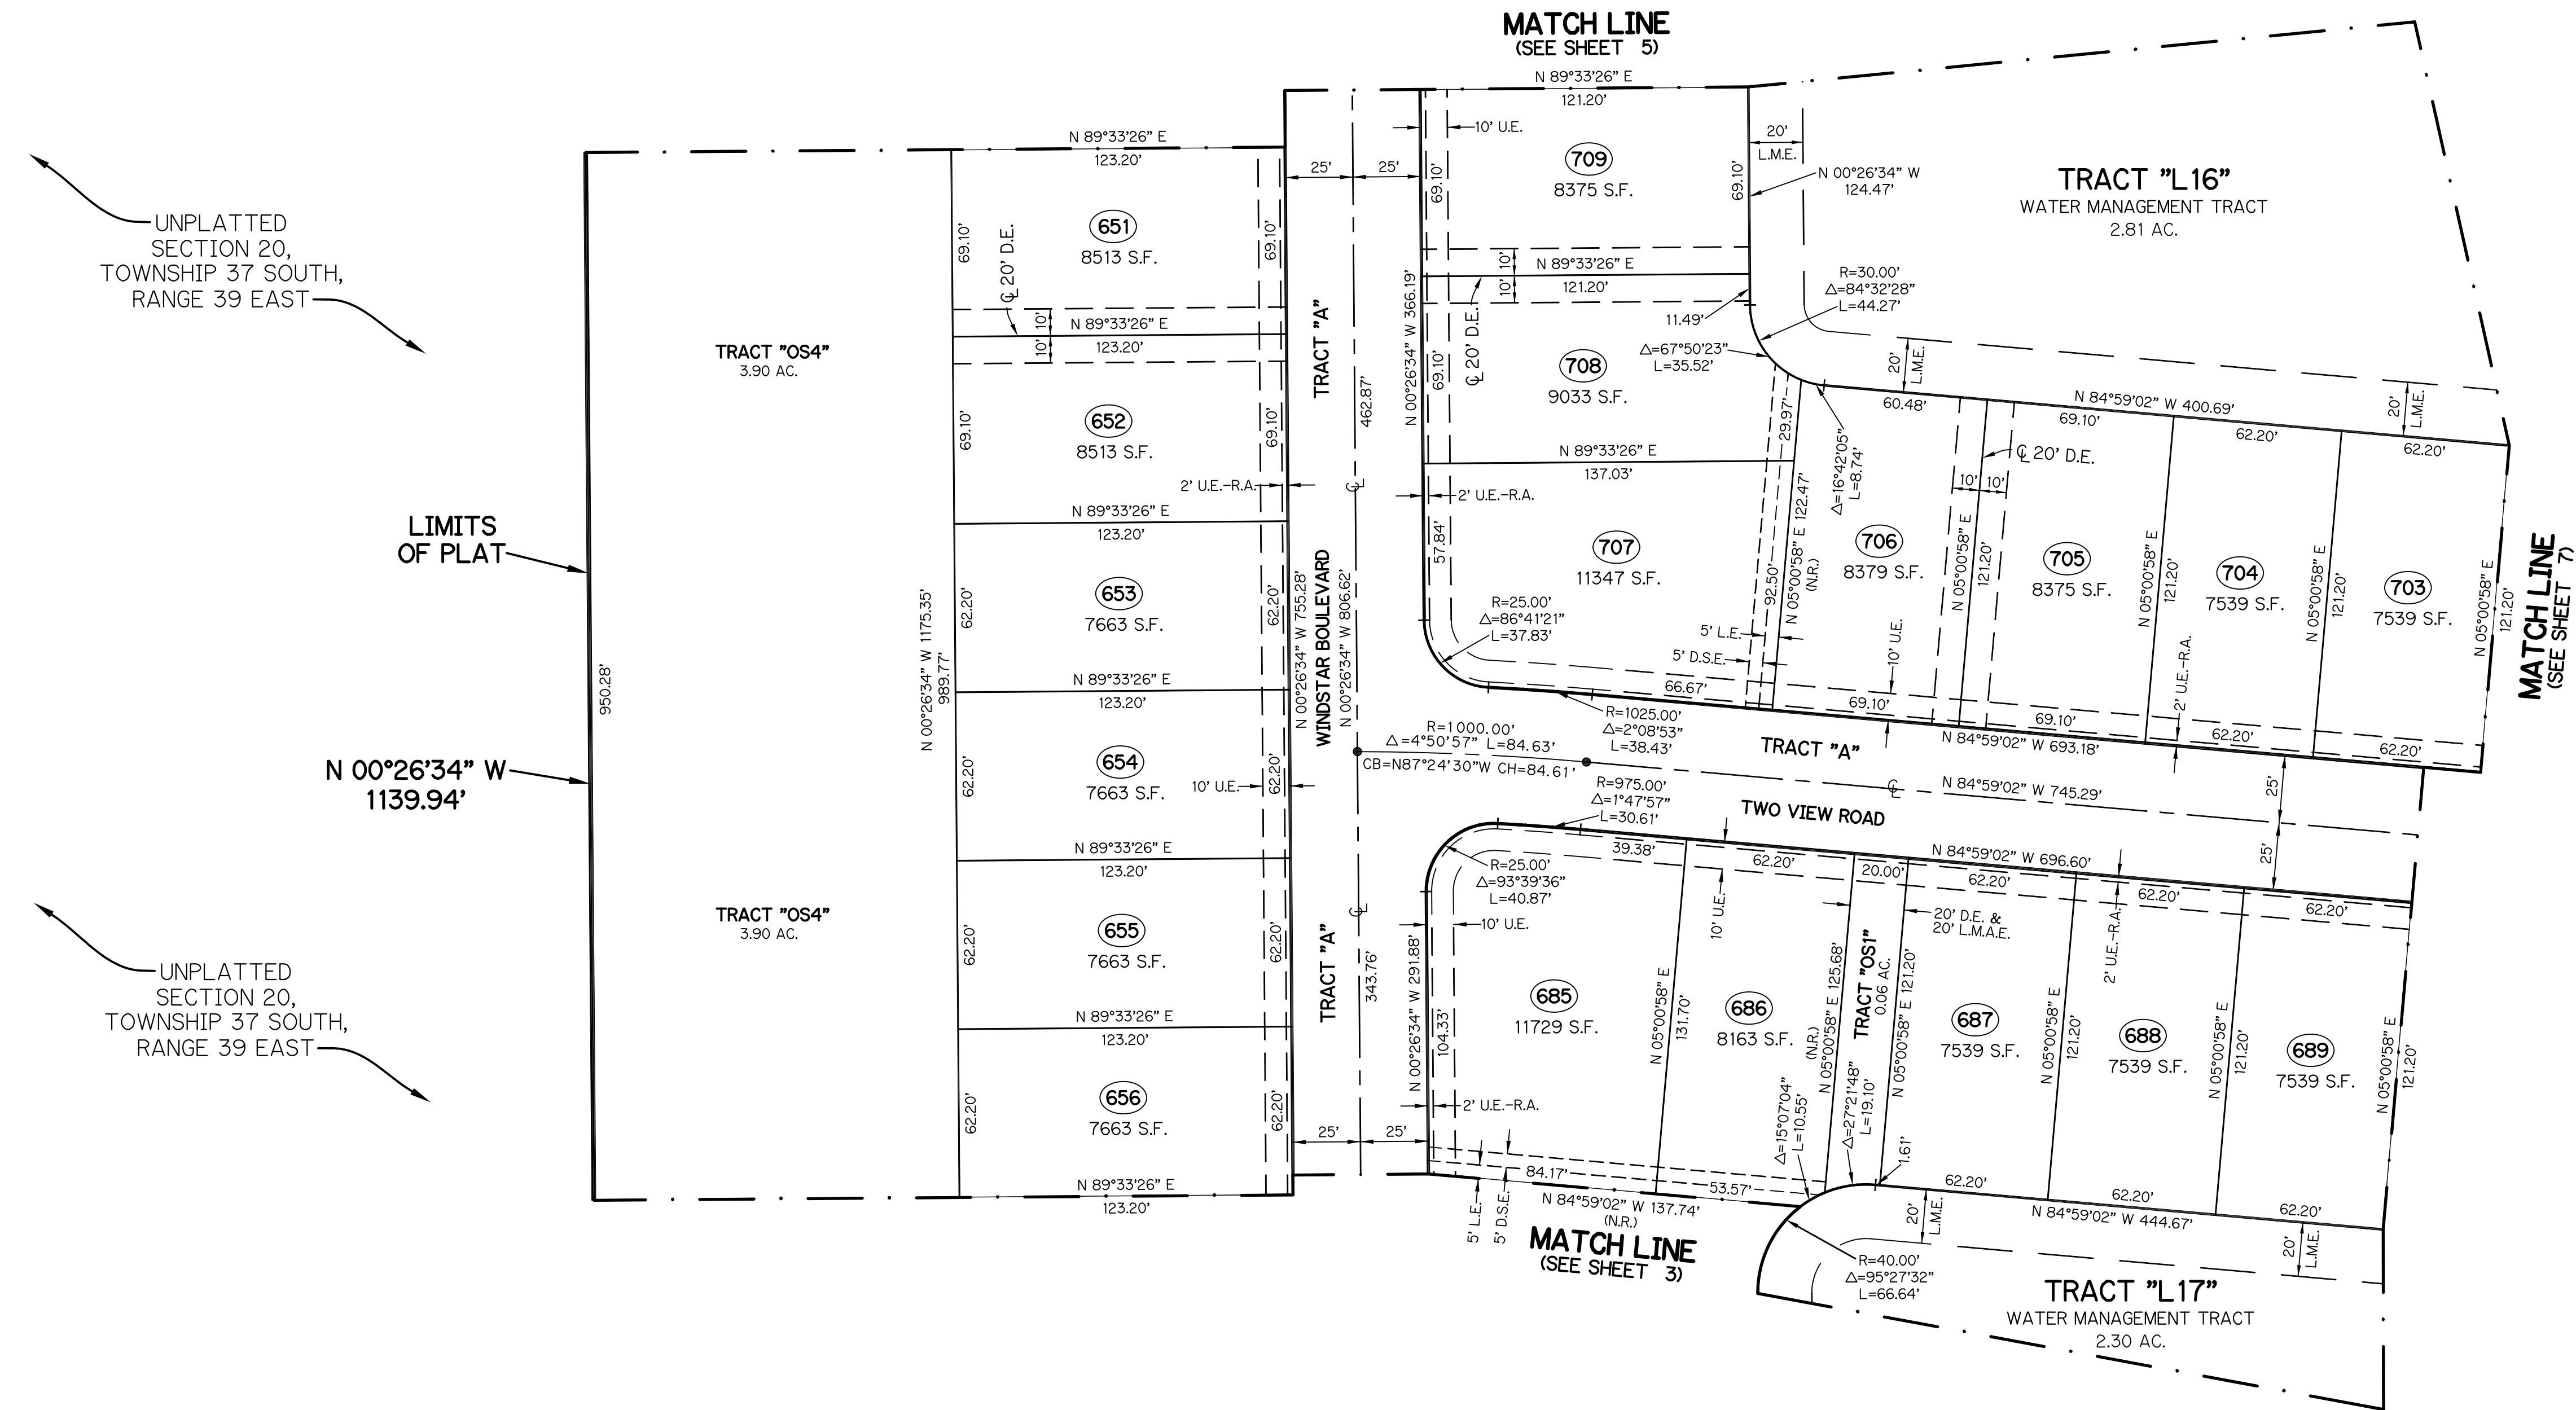 MATCH LINE
(SEE SHEET 5)
N 89°33'26" E
121.20'
10' U.E.
709
8375 S.F.
69.10'
69.10'
20'
L.M.E.
N 00°26'34" W
124.47'
TRACT "L16"
WATER MANAGEMENT TRACT
2.81 AC.
UNPLATTED
SECTION 20,
TOWNSHIP 37 SOUTH,
RANGE 39 EAST
N 89°33'26" E
123.20'
25'
25'
651
8513 S.F.
69.10'
69.10'
℄ 20' D.E.
10'
10'
N 89°33'26" E
123.20'
TRACT "OS4"
3.90 AC.
652
8513 S.F.
69.10'
69.10'
2' U.E.-R.A.
N 89°33'26" E
123.20'
LIMITS
OF PLAT
653
7663 S.F.
62.20'
62.20'
N 89°33'26" E
123.20'
950.28'
N 00°26'34" W 1175.35'
989.77'
N 00°26'34" W
1139.94'
654
7663 S.F.
62.20'
62.20'
10' U.E.
N 89°33'26" E
123.20'
TRACT "OS4"
3.90 AC.
655
7663 S.F.
62.20'
62.20'
N 89°33'26" E
123.20'
UNPLATTED
SECTION 20,
TOWNSHIP 37 SOUTH,
RANGE 39 EAST
656
7663 S.F.
62.20'
62.20'
N 89°33'26" E
123.20'
TRACT "A"
462.87'
℄
N 00°26'34" W 755.28'
WINDSTAR BOULEVARD
N 00°26'34" W 806.62'
℄
TRACT "A"
343.76'
25'
25'
N 00°26'34" W 366.19'
10'
10'
N 89°33'26" E
121.20'
℄ 20' D.E.
69.10'
11.49'
R=30.00'
△=84°32'28"
L=44.27'
△=67°50'23"
L=35.52'
708
9033 S.F.
N 89°33'26" E
137.03'
2' U.E.-R.A.
57.84'
707
11347 S.F.
R=25.00'
△=86°41'21"
L=37.83'
29.97'
92.50'
N 05°00'58" E 122.47'
(N.R.)
△=16°42'05"
L=8.74'
5' L.E.
5' D.S.E.
66.67'
60.48'
20'
L.M.E.
N 84°59'02" W 400.69'
69.10'
62.20'
62.20'
20'
L.M.E.
℄ 20' D.E.
10'
10'
706
8379 S.F.
N 05°00'58" E
121.20'
705
8375 S.F.
N 05°00'58" E
121.20'
704
7539 S.F.
N 05°00'58" E
121.20'
703
7539 S.F.
N 05°00'58" E
121.20'
MATCH LINE
(SEE SHEET 7)
10' U.E.
2' U.E.-R.A.
69.10'
69.10'
62.20'
62.20'
N 84°59'02" W 693.18'
R=1025.00'
△=2°08'53"
L=38.43'
R=1000.00'
△=4°50'57" L=84.63'
CB=N87°24'30"W CH=84.61'
TRACT "A"
℄
N 84°59'02" W 745.29'
25'
25'
TWO VIEW ROAD
R=975.00'
△=1°47'57"
L=30.61'
39.38'
62.20'
20.00'
N 84°59'02" W 696.60'
62.20'
62.20'
62.20'
R=25.00'
△=93°39'36"
L=40.87'
10' U.E.
10' U.E.
20' D.E. &
20' L.M.A.E.
2' U.E.-R.A.
N 00°26'34" W 291.88'
104.33'
685
11729 S.F.
N 05°00'58" E
131.70'
686
8163 S.F.
(N.R.)
N 05°00'58" E 125.68'
TRACT "OS1"
0.06 AC.
N 05°00'58" E 121.20'
687
7539 S.F.
N 05°00'58" E
121.20'
688
7539 S.F.
N 05°00'58" E
121.20'
689
7539 S.F.
N 05°00'58" E
121.20'
2' U.E.-R.A.
△=15°07'04"
L=10.55'
△=27°21'48"
L=19.10'
1.61'
84.17'
53.57'
5' L.E.
5' D.S.E.
N 84°59'02" W 137.74'
(N.R.)
MATCH LINE
(SEE SHEET 3)
62.20'
62.20'
62.20'
N 84°59'02" W 444.67'
20'
L.M.E.
20'
L.M.E.
R=40.00'
△=95°27'32"
L=66.64'
TRACT "L17"
WATER MANAGEMENT TRACT
2.30 AC.